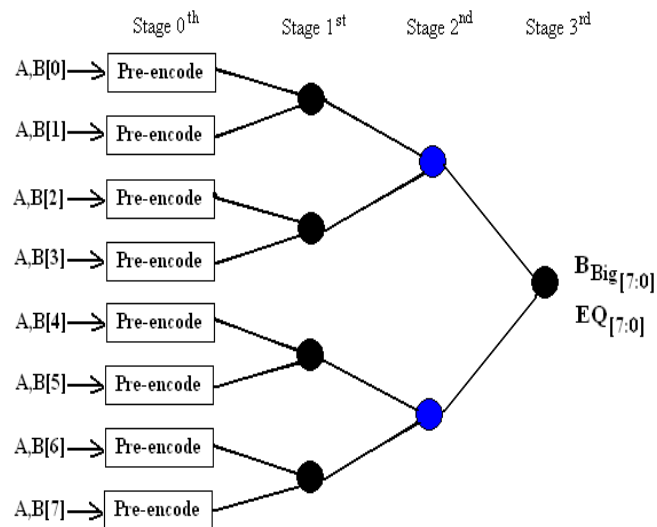 Stage 0th Stage 1st Stage 2nd Stage 3rd
A,B[0] Pre-encode
A,B[1] Pre-encode
A,B[2] Pre-encode
A,B[3] Pre-encode
BBig[7:0]
EQ[7:0]
A,B[4] Pre-encode
A,B[5] Pre-encode
A,B[6] Pre-encode
A,B[7] Pre-encode